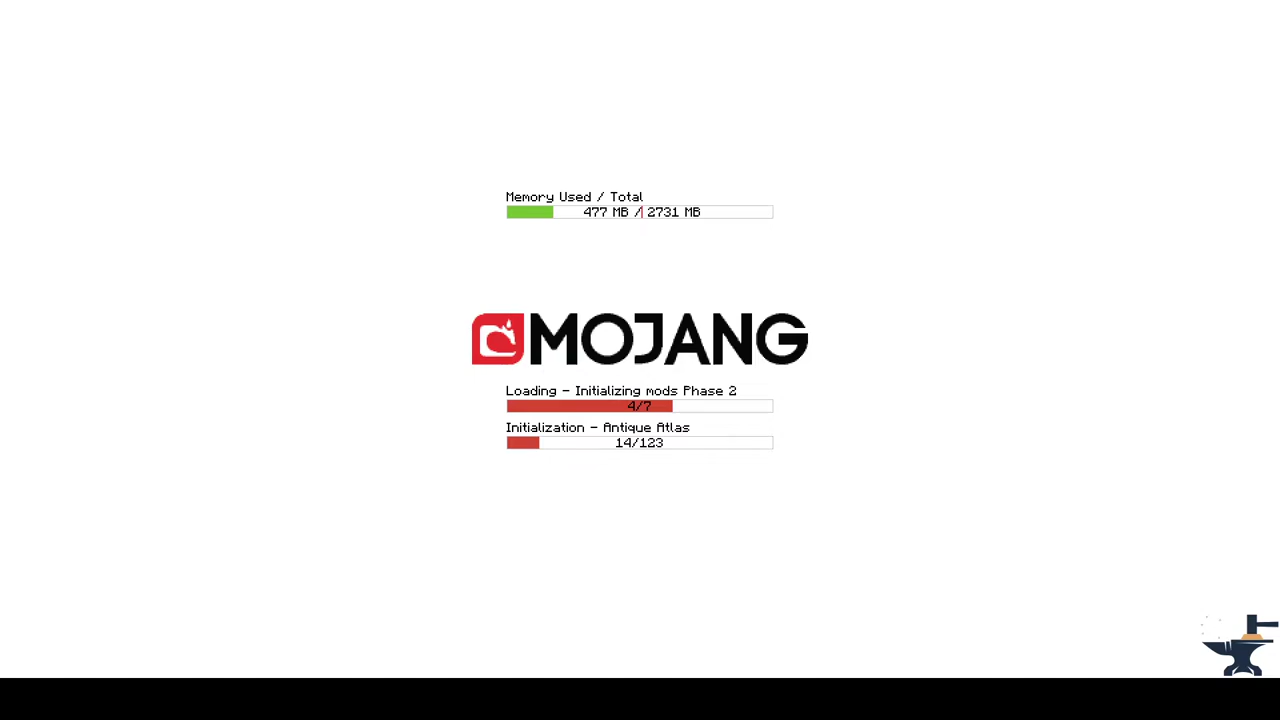 Memory Used / Total
477 MB / 2731 MB
MOJANG
Loading - Initializing mods Phase 2
4/7
Initialization - Antique Atlas
14/123